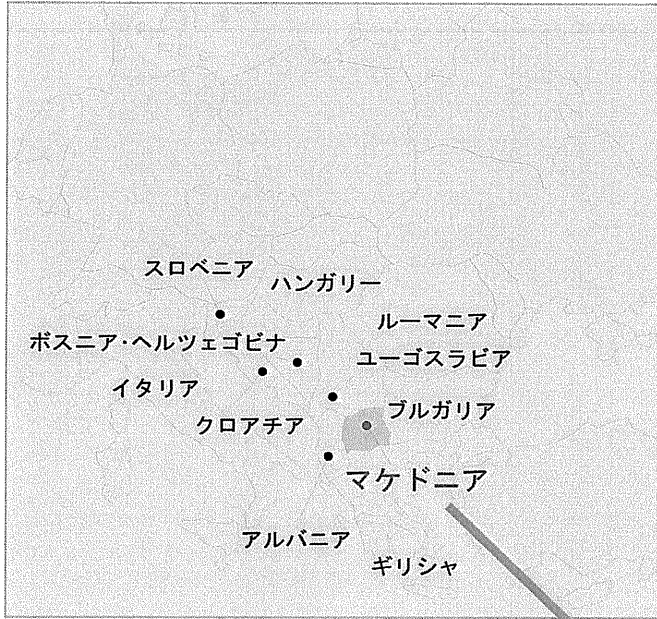 スロベニア
ハンガリー
ルーマニア
ボスニア・ヘルツェゴビナ
ユーゴスラビア
イタリア
クロアチア
ブルガリア
マケドニア
アルバニア
ギリシャ